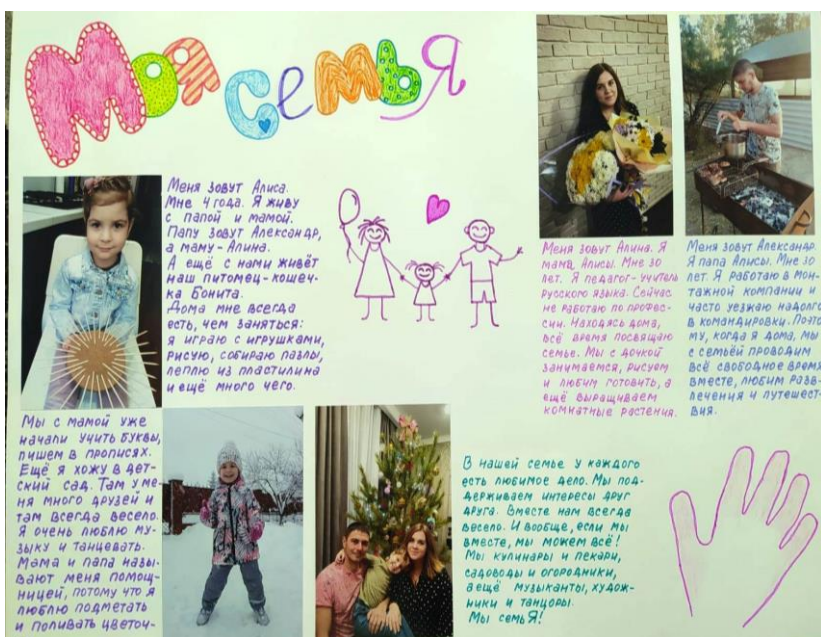 Моя семья
Меня зовут Алиса.
Мне 4 года. Я живу
с папой и мамой.
Папу зовут Александр,
а маму - Алина.
А ещё с нами живёт
наш питомец - кошеч-
ка Бонита.
Дома мне всегда
есть, чем заняться:
я играю с игрушками,
рисую, собираю пазлы,
леплю из пластилина
и ещё много чего.
Меня зовут Алина. Я
мама Алисы. Мне 30
лет. Я педагог - учитель
русского языка. Сейчас
не работаю по профес-
сии. Находясь дома,
всё время посвящаю
семье. Мы с дочкой
занимаемся, рисуем
и любим готовить, а
ещё выращиваем
комнатные растения.
Меня зовут Александр.
Я папа Алисы. Мне 30
лет. Я работаю в мон-
тажной компании и
часто уезжаю надолго
в командировки. Поэто
му, когда я дома, мы
с семьёй проводим
всё свободное время
вместе, любим разв-
лечения и путешест-
вия.
Мы с мамой уже
начали учить буквы,
пишем в прописях.
Ещё я хожу в дет-
ский сад. Там у ме-
ня много друзей и
там всегда весело.
Я очень люблю му-
зыку и танцевать.
Мама и папа назы-
вают меня помощ-
ницей, потому что я
люблю подметать
и поливать цветоч-
В нашей семье у каждого
есть любимое дело. Мы под-
держиваем интересы друг
друга. Вместе нам всегда
весело. И вообще, если мы
вместе, мы можем всё!
Мы кулинары и пекари,
садоводы и огородники,
а ещё музыканты, худож-
ники и танцоры.
Мы семьЯ!